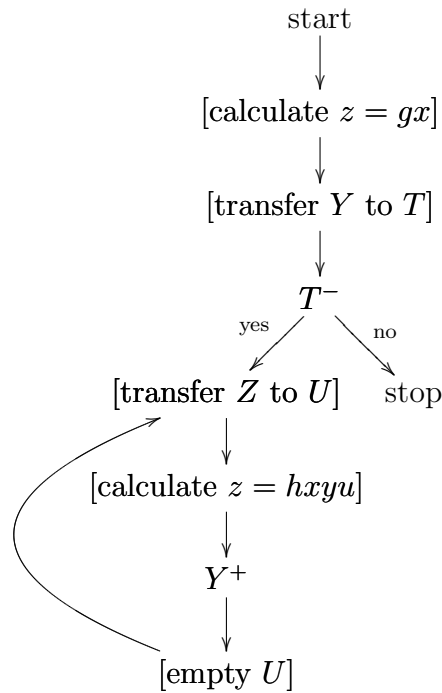 start
[calculate z = gx]
[transfer Y to T]
T⁻
yes
no
[transfer Z to U]
stop
[calculate z = hxyu]
Y⁺
[empty U]